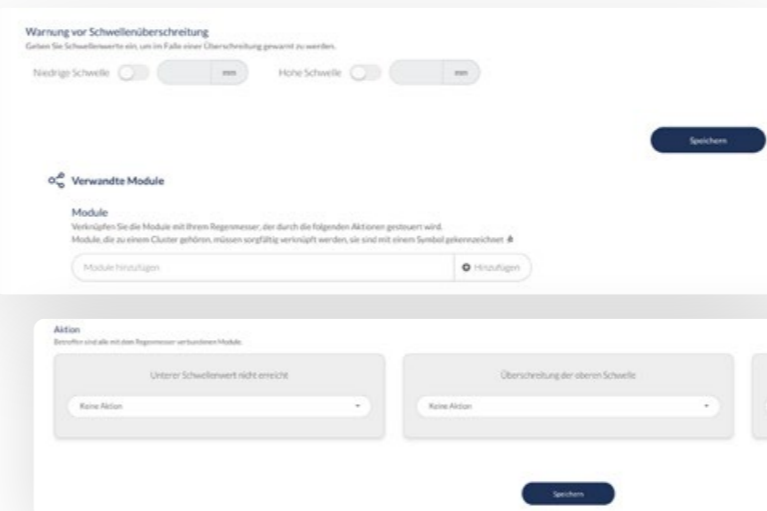 Warnung vor Schwellenüberschreitung
Geben Sie Schwellenwerte ein, um im Falle einer Überschreitung gewarnt zu werden.
Niedrige Schwelle mm Hohe Schwelle mm
Speichern
Verwandte Module
Module
Verknüpfen Sie die Module mit Ihrem Regenmesser, der durch die folgenden Aktionen gesteuert wird.
Module, die zu einem Cluster gehören, müssen sorgfältig verknüpft werden, sie sind mit einem Symbol gekennzeichnet
Module hinzufügen Hinzufügen
Aktion
Betroffen sind alle mit dem Regenmesser verbundenen Module.
Unterer Schwellenwert nicht erreicht Überschreitung der oberen Schwelle
Keine Aktion Keine Aktion
Speichern